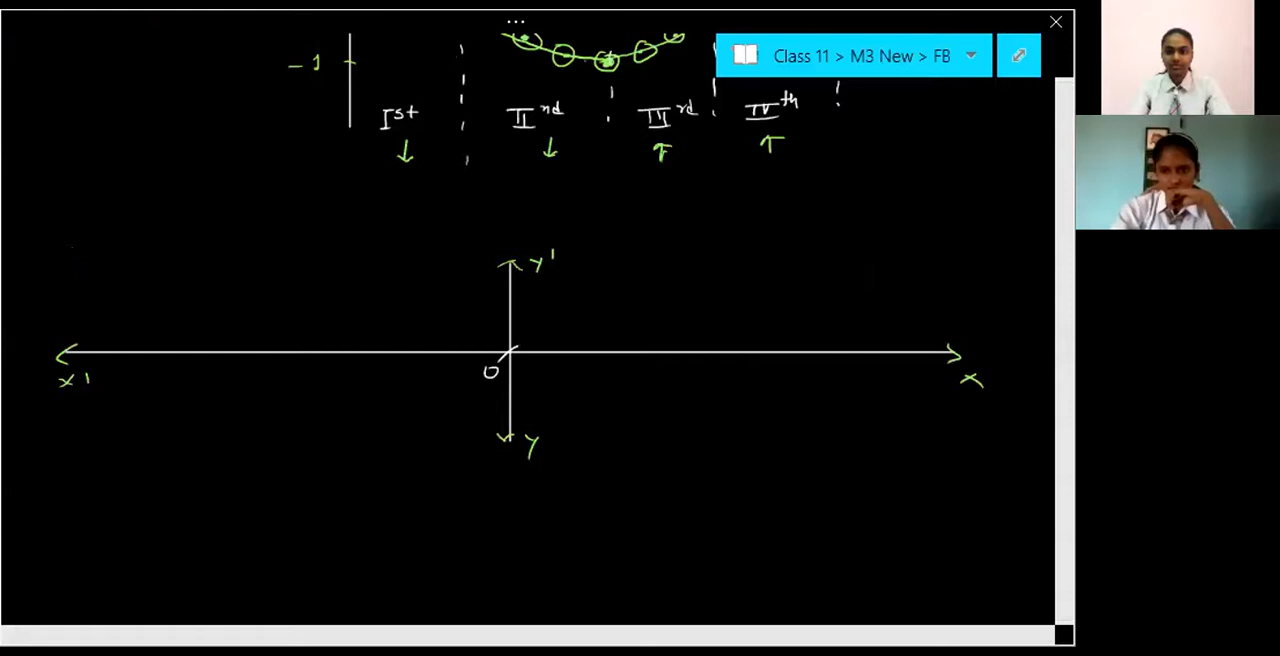 ...
Class 11 > M3 New > FB
-1
Ist IInd IIIrd IVth
↓ ↓ ↑ ↑
Y'
X' O X
Y